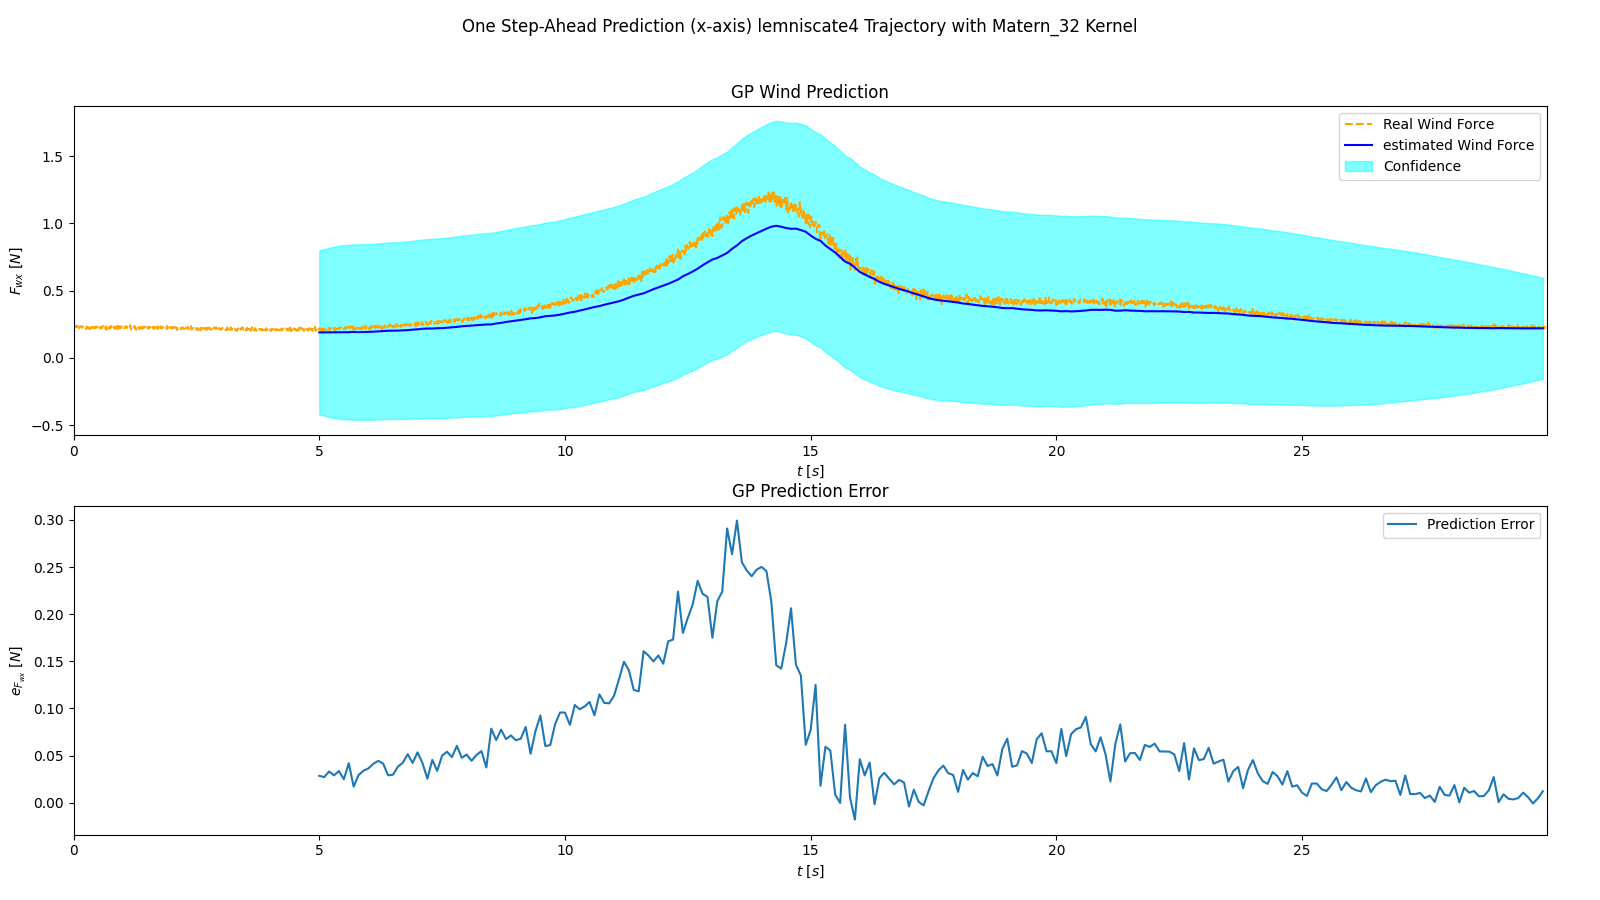 One Step-Ahead Prediction (x-axis) lemniscate4 Trajectory with Matern_32 Kernel
GP Wind Prediction
Real Wind Force
estimated Wind Force
Confidence
F_wx [N]
1.5
1.0
0.5
0.0
−0.5
0 5 10 15 20 25
t [s]
GP Prediction Error
Prediction Error
e_F_wx [N]
0.30
0.25
0.20
0.15
0.10
0.05
0.00
0 5 10 15 20 25
t [s]